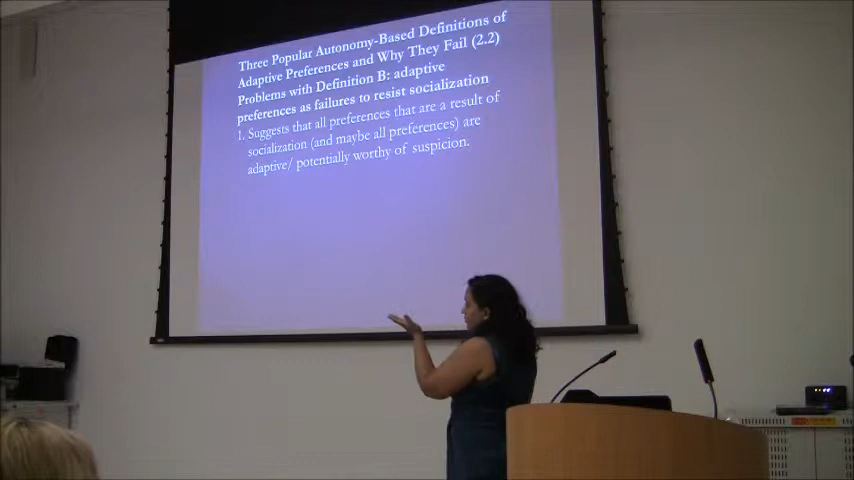 Three Popular Autonomy-Based Definitions of
Adaptive Preferences and Why They Fail (2.2)
Problems with Definition B: adaptive
preferences as failures to resist socialization
1. Suggests that all preferences that are a result of
socialization (and maybe all preferences) are
adaptive/ potentially worthy of suspicion.